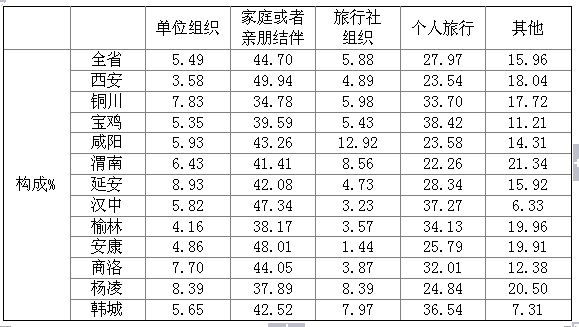 单位组织 家庭或者亲朋结伴 旅行社组织 个人旅行 其他
构成%
全省 5.49 44.70 5.88 27.97 15.96
西安 3.58 49.94 4.89 23.54 18.04
铜川 7.83 34.78 5.98 33.70 17.72
宝鸡 5.35 39.59 5.43 38.42 11.21
咸阳 5.93 43.26 12.92 23.58 14.31
渭南 6.43 41.41 8.56 22.26 21.34
延安 8.93 42.08 4.73 28.34 15.92
汉中 5.82 47.34 3.23 37.27 6.33
榆林 4.16 38.17 3.57 34.13 19.96
安康 4.86 48.01 1.44 25.79 19.91
商洛 7.70 44.05 3.87 32.01 12.38
杨凌 8.39 37.89 8.39 24.84 20.50
韩城 5.65 42.52 7.97 36.54 7.31